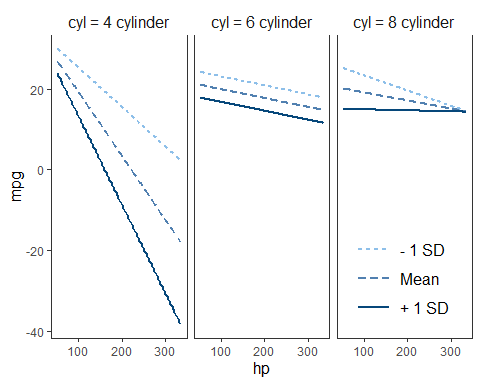 cyl = 4 cylinder cyl = 6 cylinder cyl = 8 cylinder
mpg
20
0
-20
-40
- 1 SD
Mean
+ 1 SD
100 200 300 100 200 300 100 200 300
hp